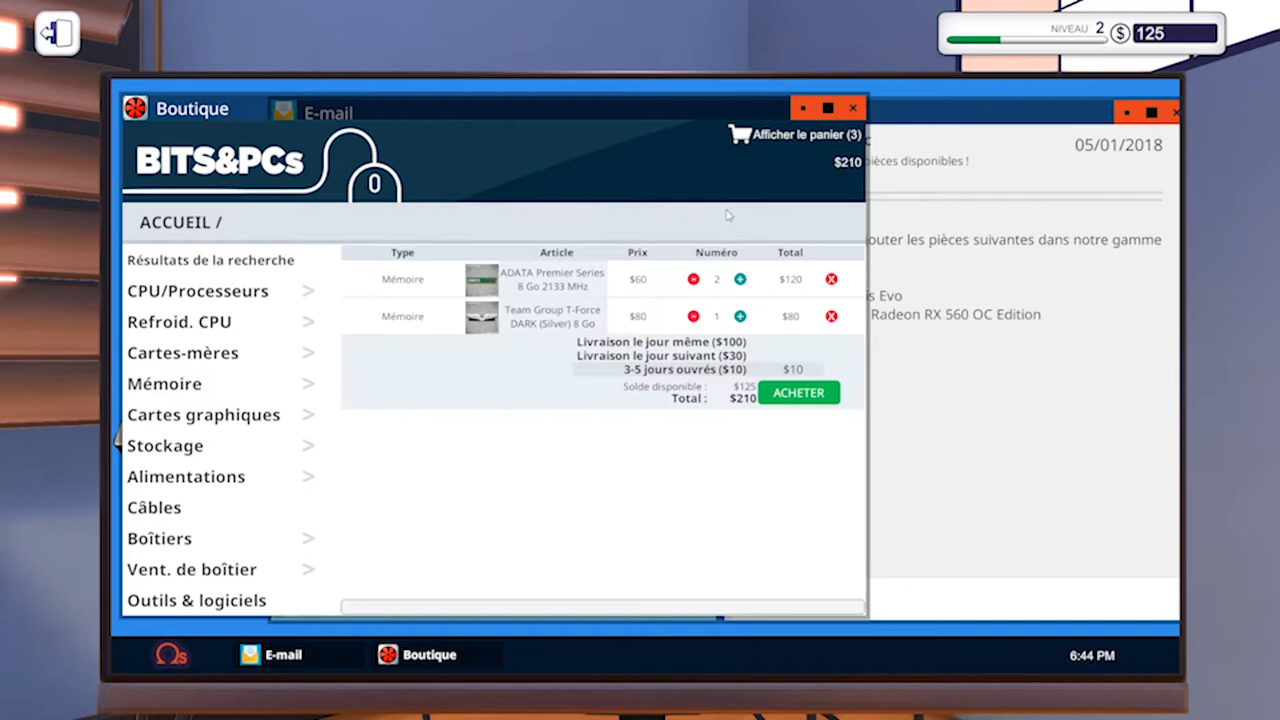 NIVEAU 2 $ 125
Boutique
E-mail
Afficher le panier (3)
$210
BITS&PCs
05/01/2018
pièces disponibles !
ACCUEIL /
outer les pièces suivantes dans notre gamme
s Evo
Radeon RX 560 OC Edition
Résultats de la recherche
CPU/Processeurs >
Refroid. CPU >
Cartes-mères >
Mémoire >
Cartes graphiques >
Stockage >
Alimentations >
Câbles
Boîtiers >
Vent. de boîtier >
Outils & logiciels
Type Article Prix Numéro Total
Mémoire ADATA Premier Series $60 2 $120
8 Go 2133 MHz
Mémoire Team Group T-Force $80 1 $80
DARK (Silver) 8 Go
Livraison le jour même ($100)
Livraison le jour suivant ($30)
3-5 jours ouvrés ($10) $10
Solde disponible : $125
Total : $210
ACHETER
Ωs E-mail Boutique 6:44 PM